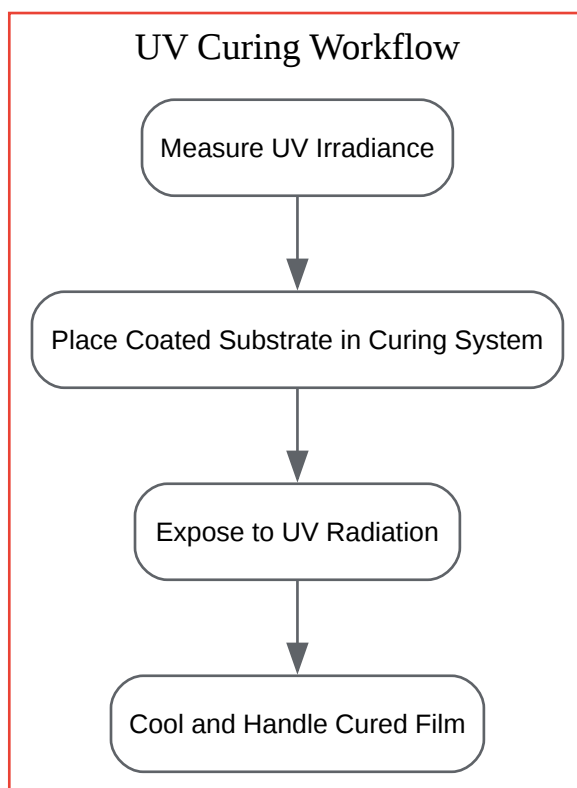 UV Curing Workflow
Measure UV Irradiance
Place Coated Substrate in Curing System
Expose to UV Radiation
Cool and Handle Cured Film